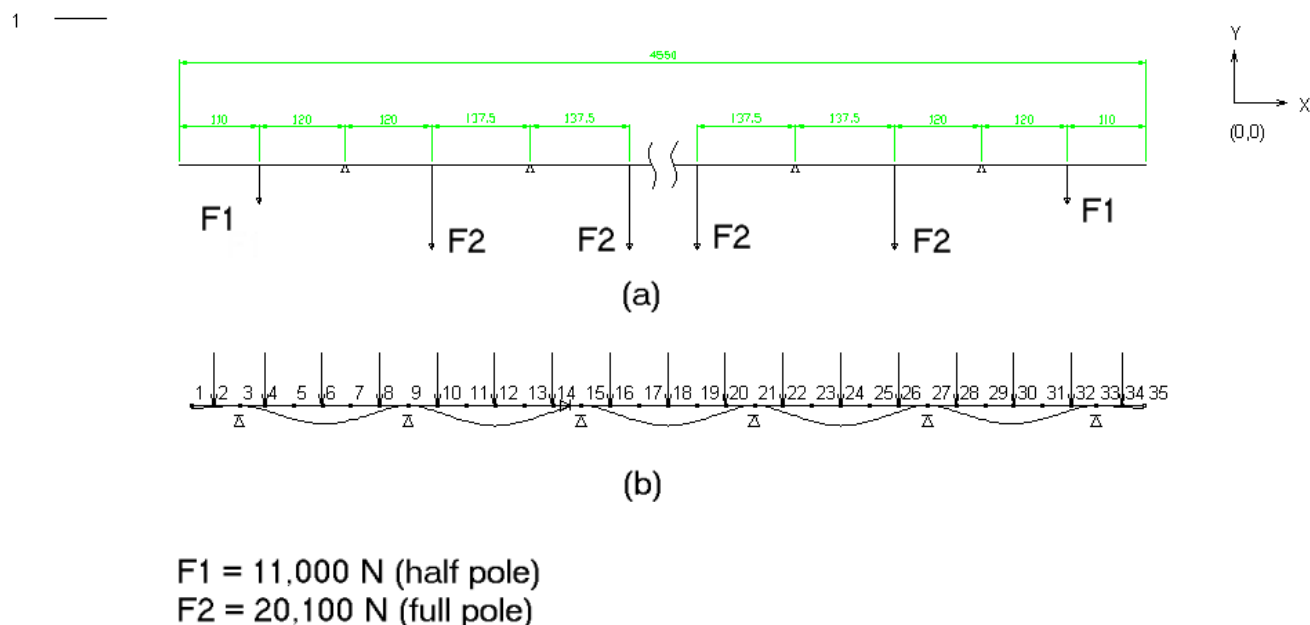 1
Y
X
(0,0)
4550
110 120 120 137.5 137.5 137.5 137.5 120 120 110
F1 F2 F2 F2 F2 F1
(a)
1 2 3 4 5 6 7 8 9 10 11 12 13 14 15 16 17 18 19 20 21 22 23 24 25 26 27 28 29 30 31 32 33 34 35
(b)
F1 = 11,000 N (half pole)
F2 = 20,100 N (full pole)